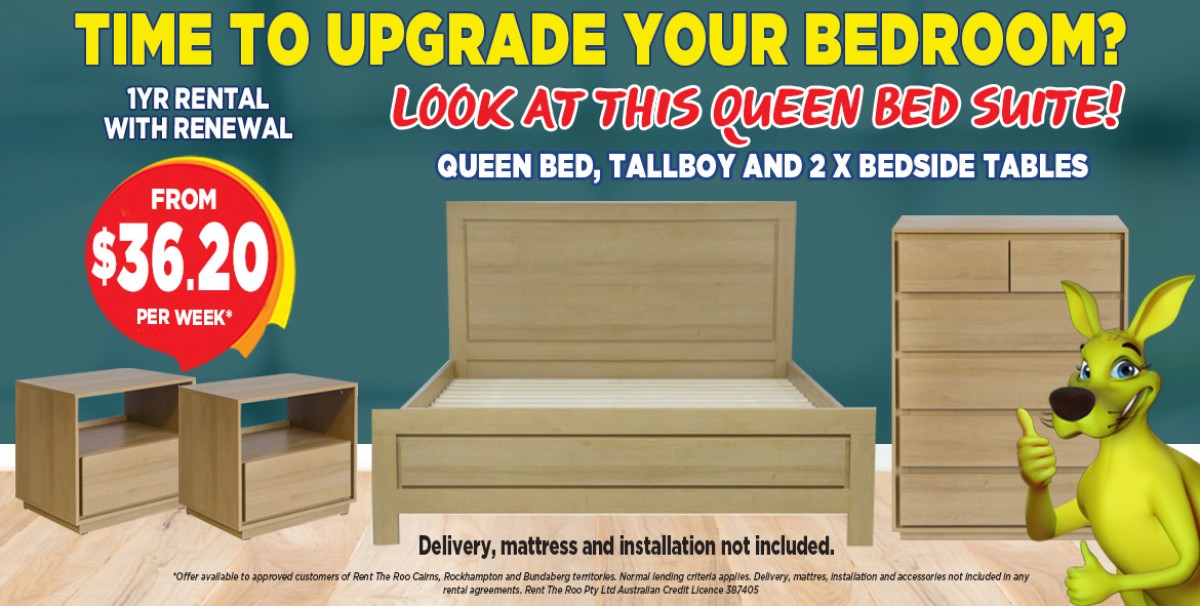 TIME TO UPGRADE YOUR BEDROOM?
1YR RENTAL
WITH RENEWAL
LOOK AT THIS QUEEN BED SUITE!
QUEEN BED, TALLBOY AND 2 X BEDSIDE TABLES
FROM
$36.20
PER WEEK*
Delivery, mattress and installation not included.
*Offer available to approved customers of Rent The Roo Cairns, Rockhampton and Bundaberg territories. Normal lending criteria applies. Delivery, mattres, installation and accessories not included in any
rental agreements. Rent The Roo Pty Ltd Australian Credit Licence 387405